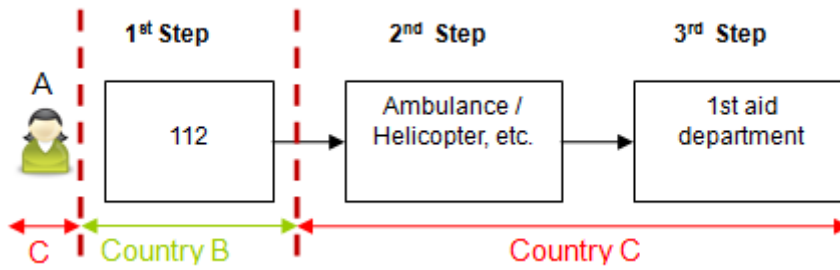 1st Step
2nd Step
3rd Step
A
112
Ambulance /
Helicopter, etc.
1st aid
department
C
Country B
Country C